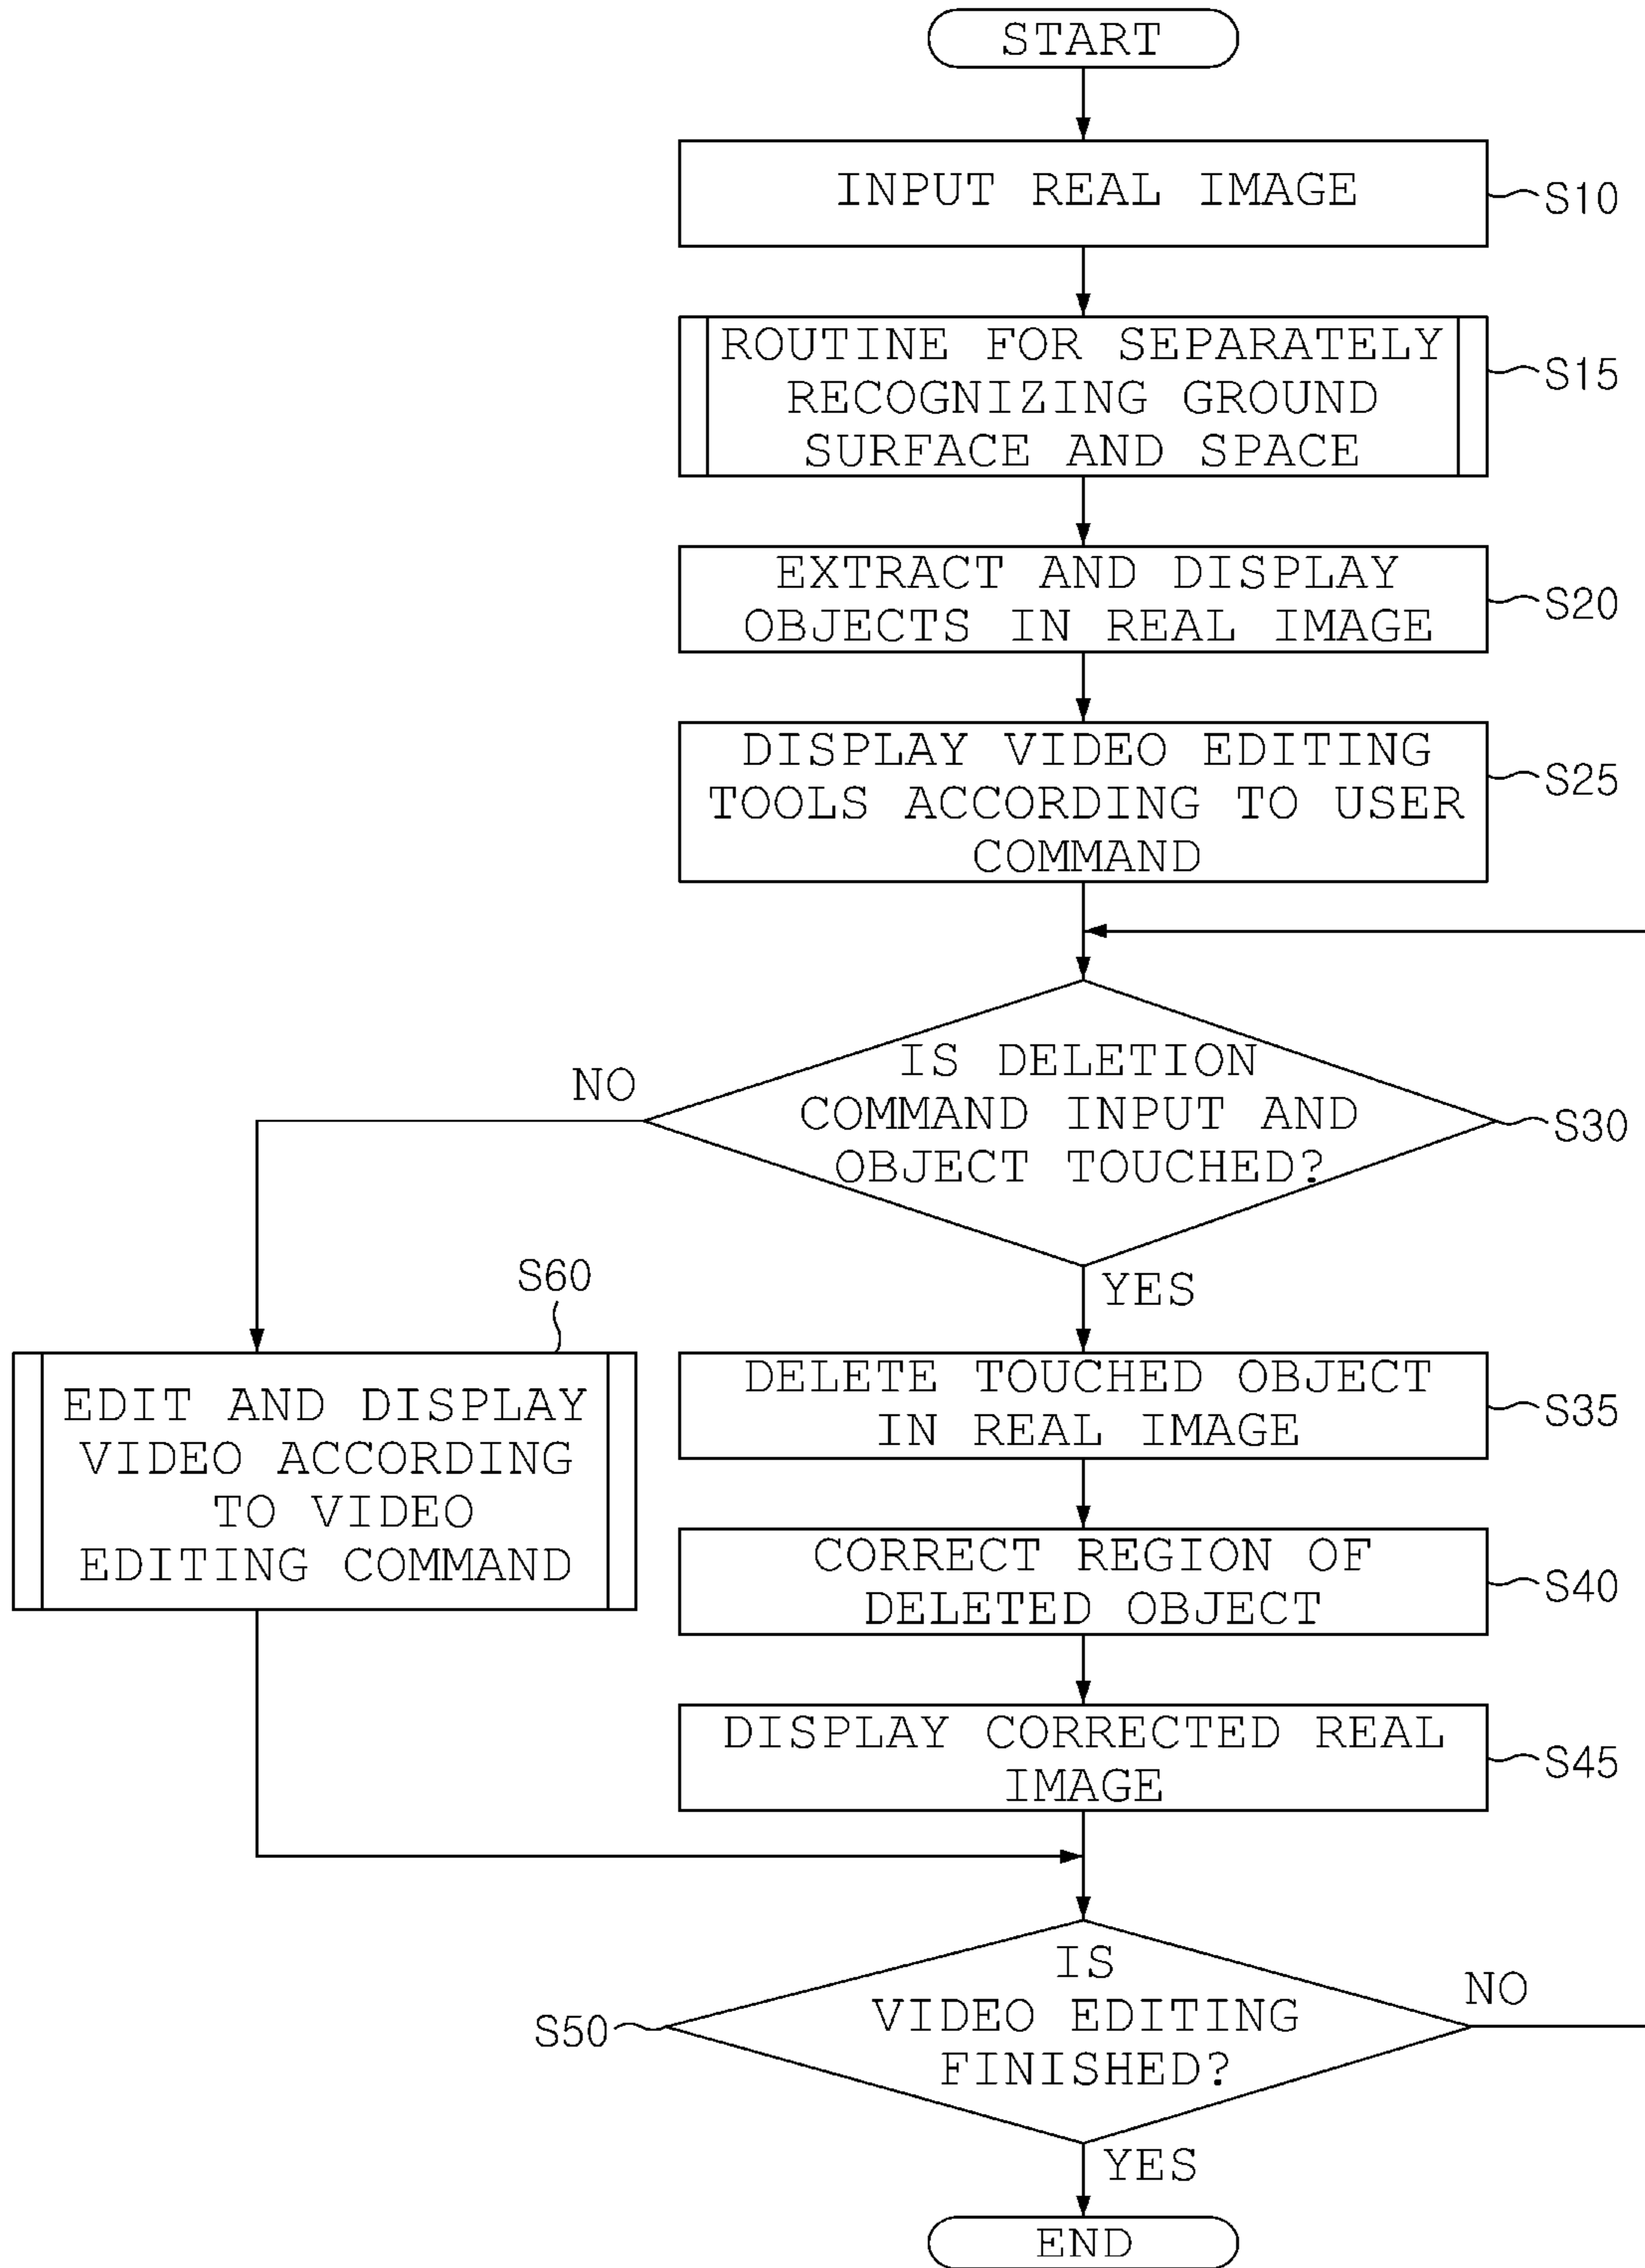 START
INPUT REAL IMAGE
S10
ROUTINE FOR SEPARATELY
RECOGNIZING GROUND
SURFACE AND SPACE
S15
EXTRACT AND DISPLAY
OBJECTS IN REAL IMAGE
S20
DISPLAY VIDEO EDITING
TOOLS ACCORDING TO USER
COMMAND
S25
IS DELETION
COMMAND INPUT AND
OBJECT TOUCHED?
S30
NO
YES
S60
EDIT AND DISPLAY
VIDEO ACCORDING
TO VIDEO
EDITING COMMAND
DELETE TOUCHED OBJECT
IN REAL IMAGE
S35
CORRECT REGION OF
DELETED OBJECT
S40
DISPLAY CORRECTED REAL
IMAGE
S45
IS
VIDEO EDITING
FINISHED?
S50
NO
YES
END